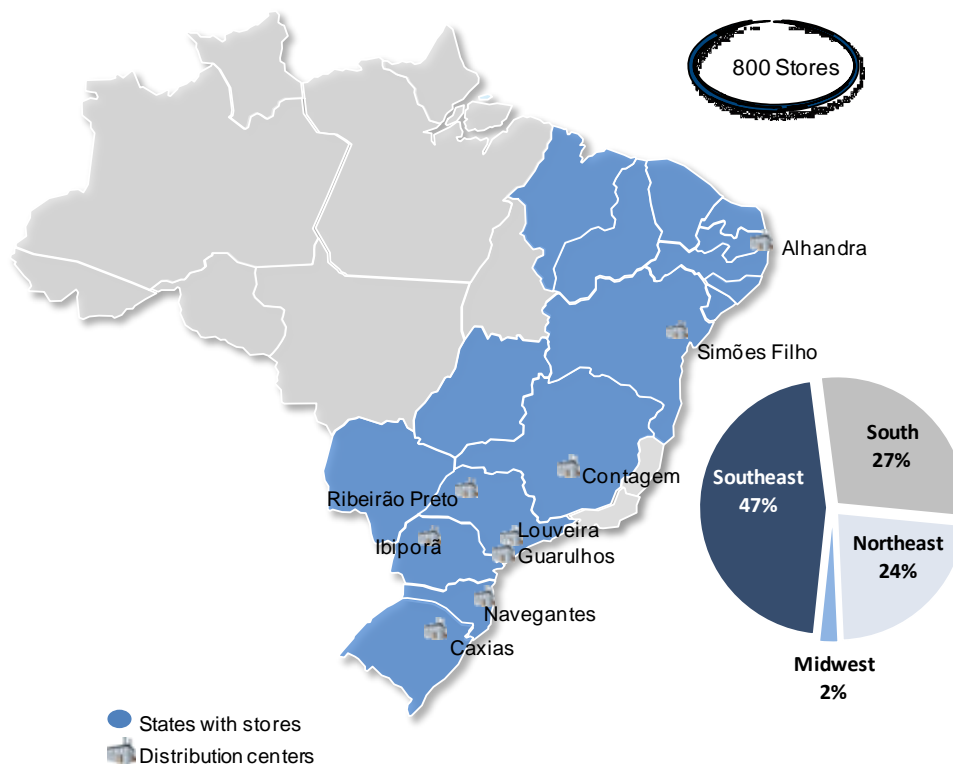 800 Stores
Alhandra
Simões Filho
South
27%
Southeast
47%
Contagem
Ribeirão Preto
Louveira
Ibiporã
Guarulhos
Northeast
24%
Navegantes
Caxias
Midwest
2%
States with stores
Distribution centers